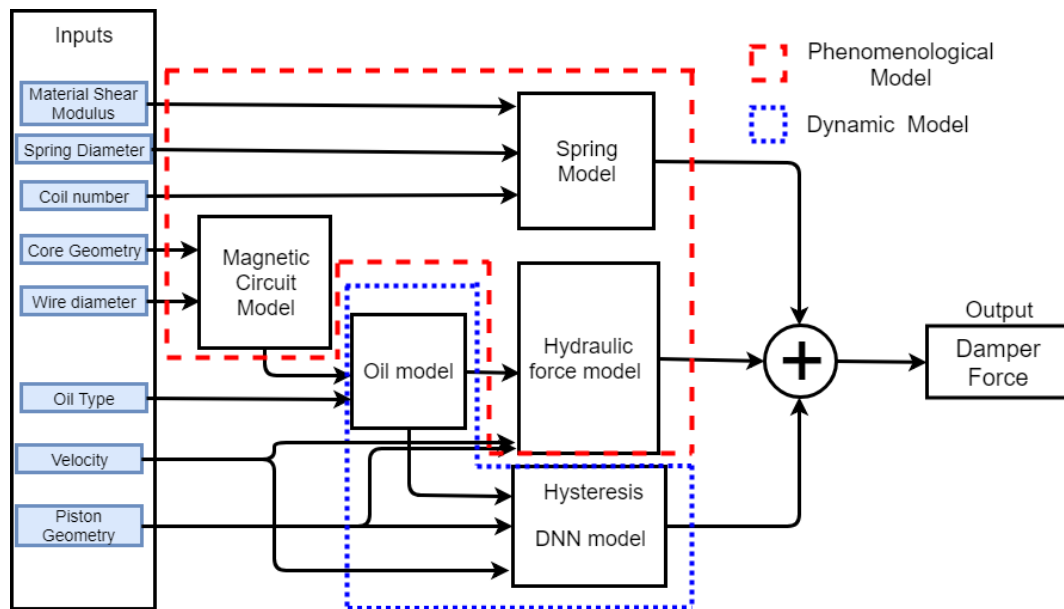 Inputs
Material Shear
Modulus
Spring Diameter
Coil number
Core Geometry
Wire diameter
Oil Type
Velocity
Piston
Geometry
Magnetic
Circuit
Model
Oil model
Spring
Model
Hydraulic
force model
Hysteresis
DNN model
Phenomenological
Model
Dynamic Model
+
Output
Damper
Force